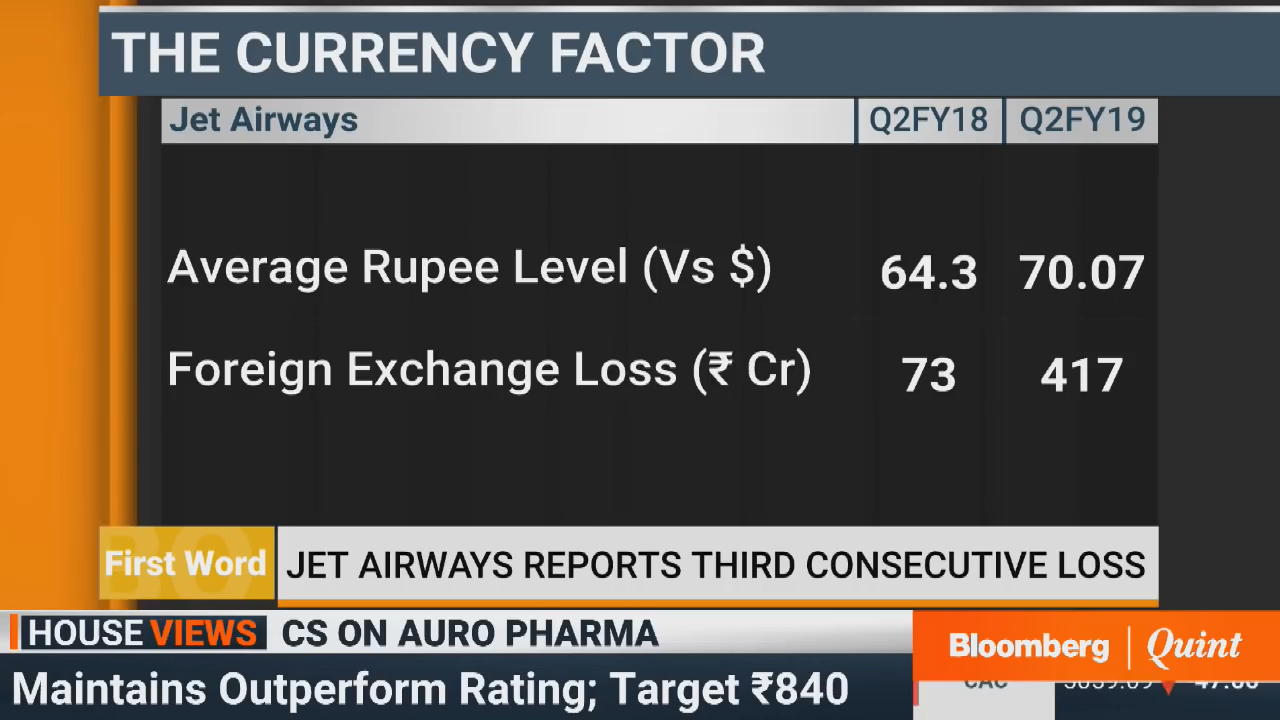 THE CURRENCY FACTOR
Jet Airways Q2FY18 Q2FY19
Average Rupee Level (Vs $) 64.3 70.07
Foreign Exchange Loss (₹ Cr) 73 417
First Word JET AIRWAYS REPORTS THIRD CONSECUTIVE LOSS
HOUSE VIEWS CS ON AURO PHARMA
Bloomberg | Quint
Maintains Outperform Rating; Target ₹840
CAC